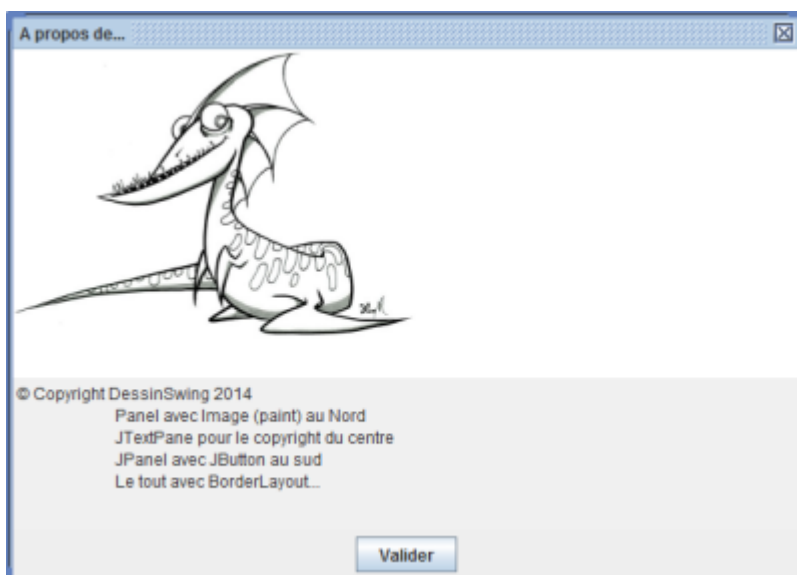 A propos de...
© Copyright DessinSwing 2014
Panel avec Image (paint) au Nord
JTextPane pour le copyright du centre
JPanel avec JButton au sud
Le tout avec BorderLayout...
Valider